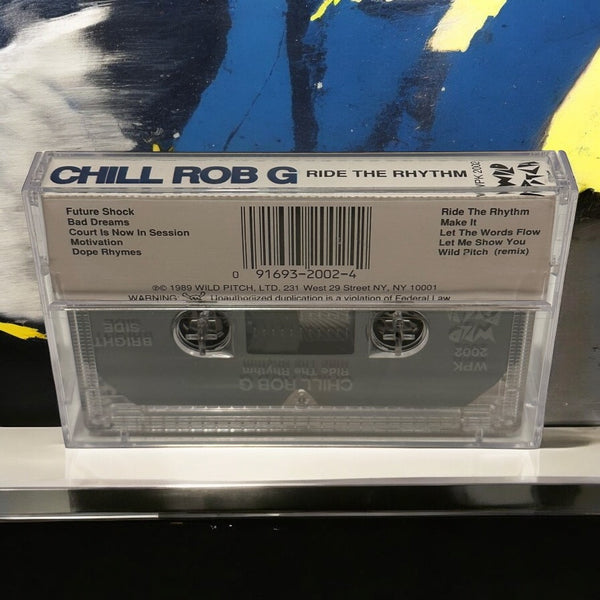 CHILL ROB G RIDE THE RHYTHM WPK 2002 WILD PITCH
Future Shock
Bad Dreams
Court Is Now In Session
Motivation
Dope Rhymes
Ride The Rhythm
Make It
Let The Words Flow
Let Me Show You
Wild Pitch (remix)
0 91693-2002-4
℗© 1989 WILD PITCH, LTD. 231 West 29 Street NY, NY 10001
WARNING: Unauthorized duplication is a violation of Federal Law
BRIGHT
SIDE
WILD
WPK
2002
CHILL ROB G
Ride The Rhythm